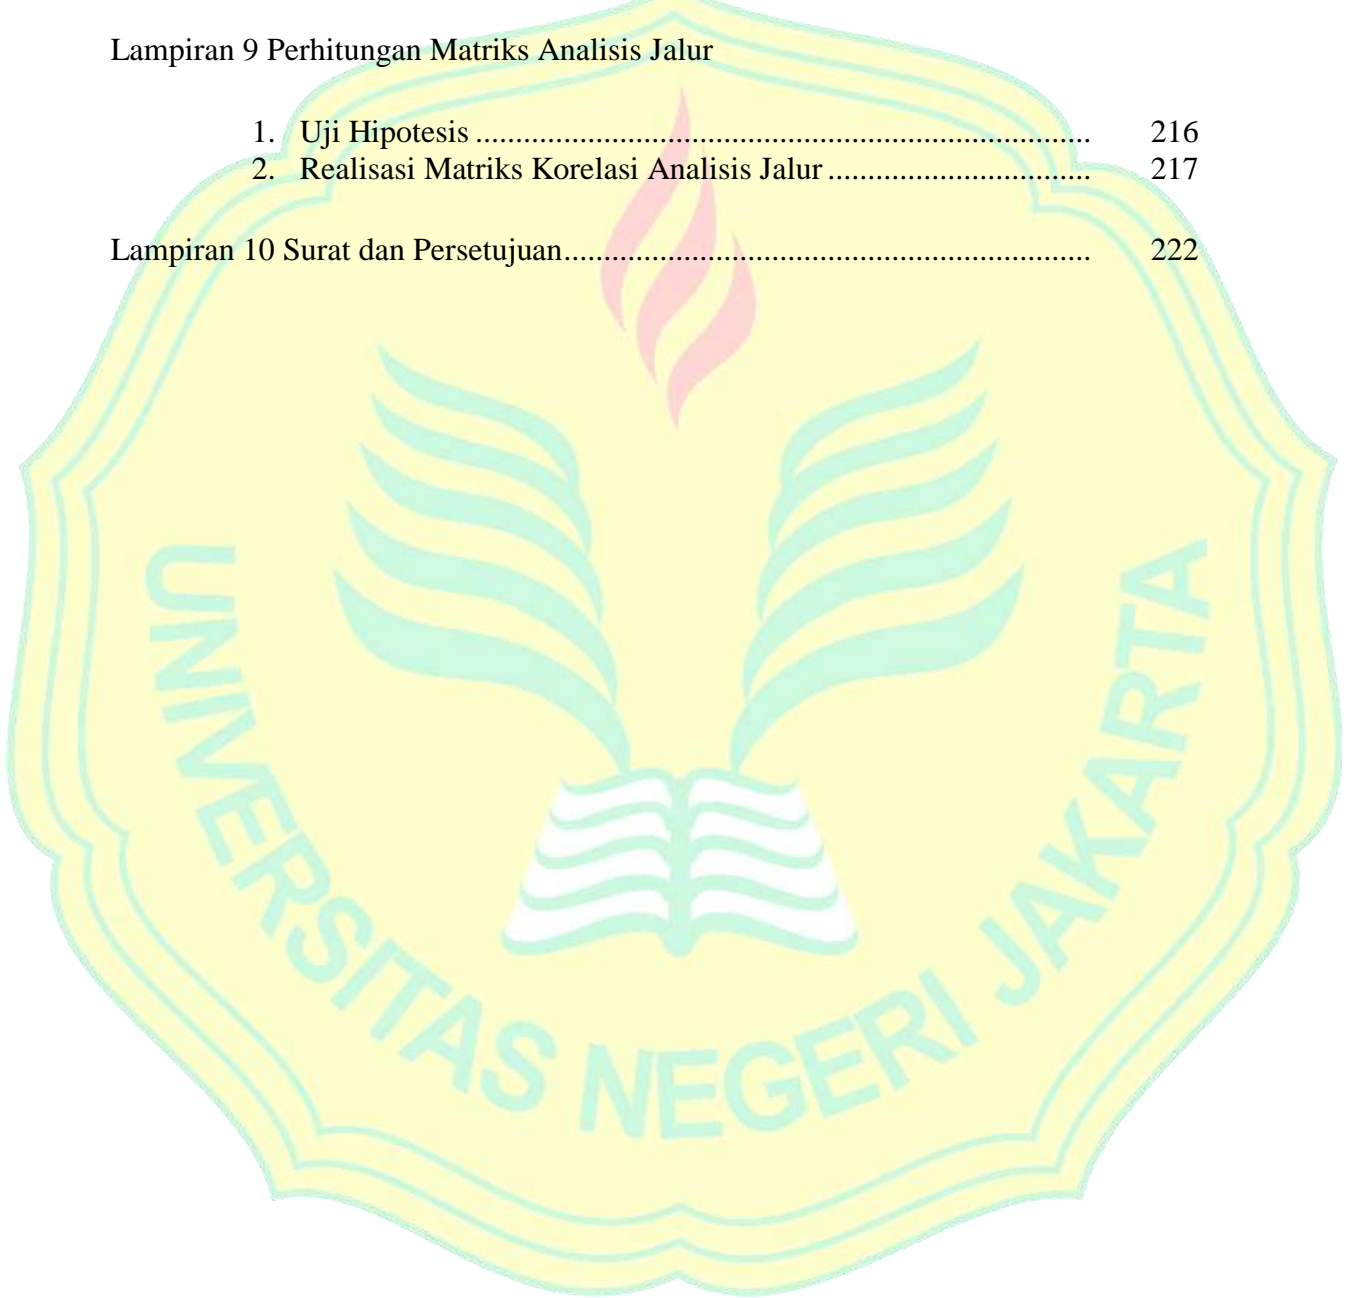 Lampiran 9 Perhitungan Matriks Analisis Jalur
1. Uji Hipotesis ................................................................. 216
2. Realisasi Matriks Korelasi Analisis Jalur ............................ 217
Lampiran 10 Surat dan Persetujuan........................................................ 222
UNIVERSITAS NEGERI JAKARTA